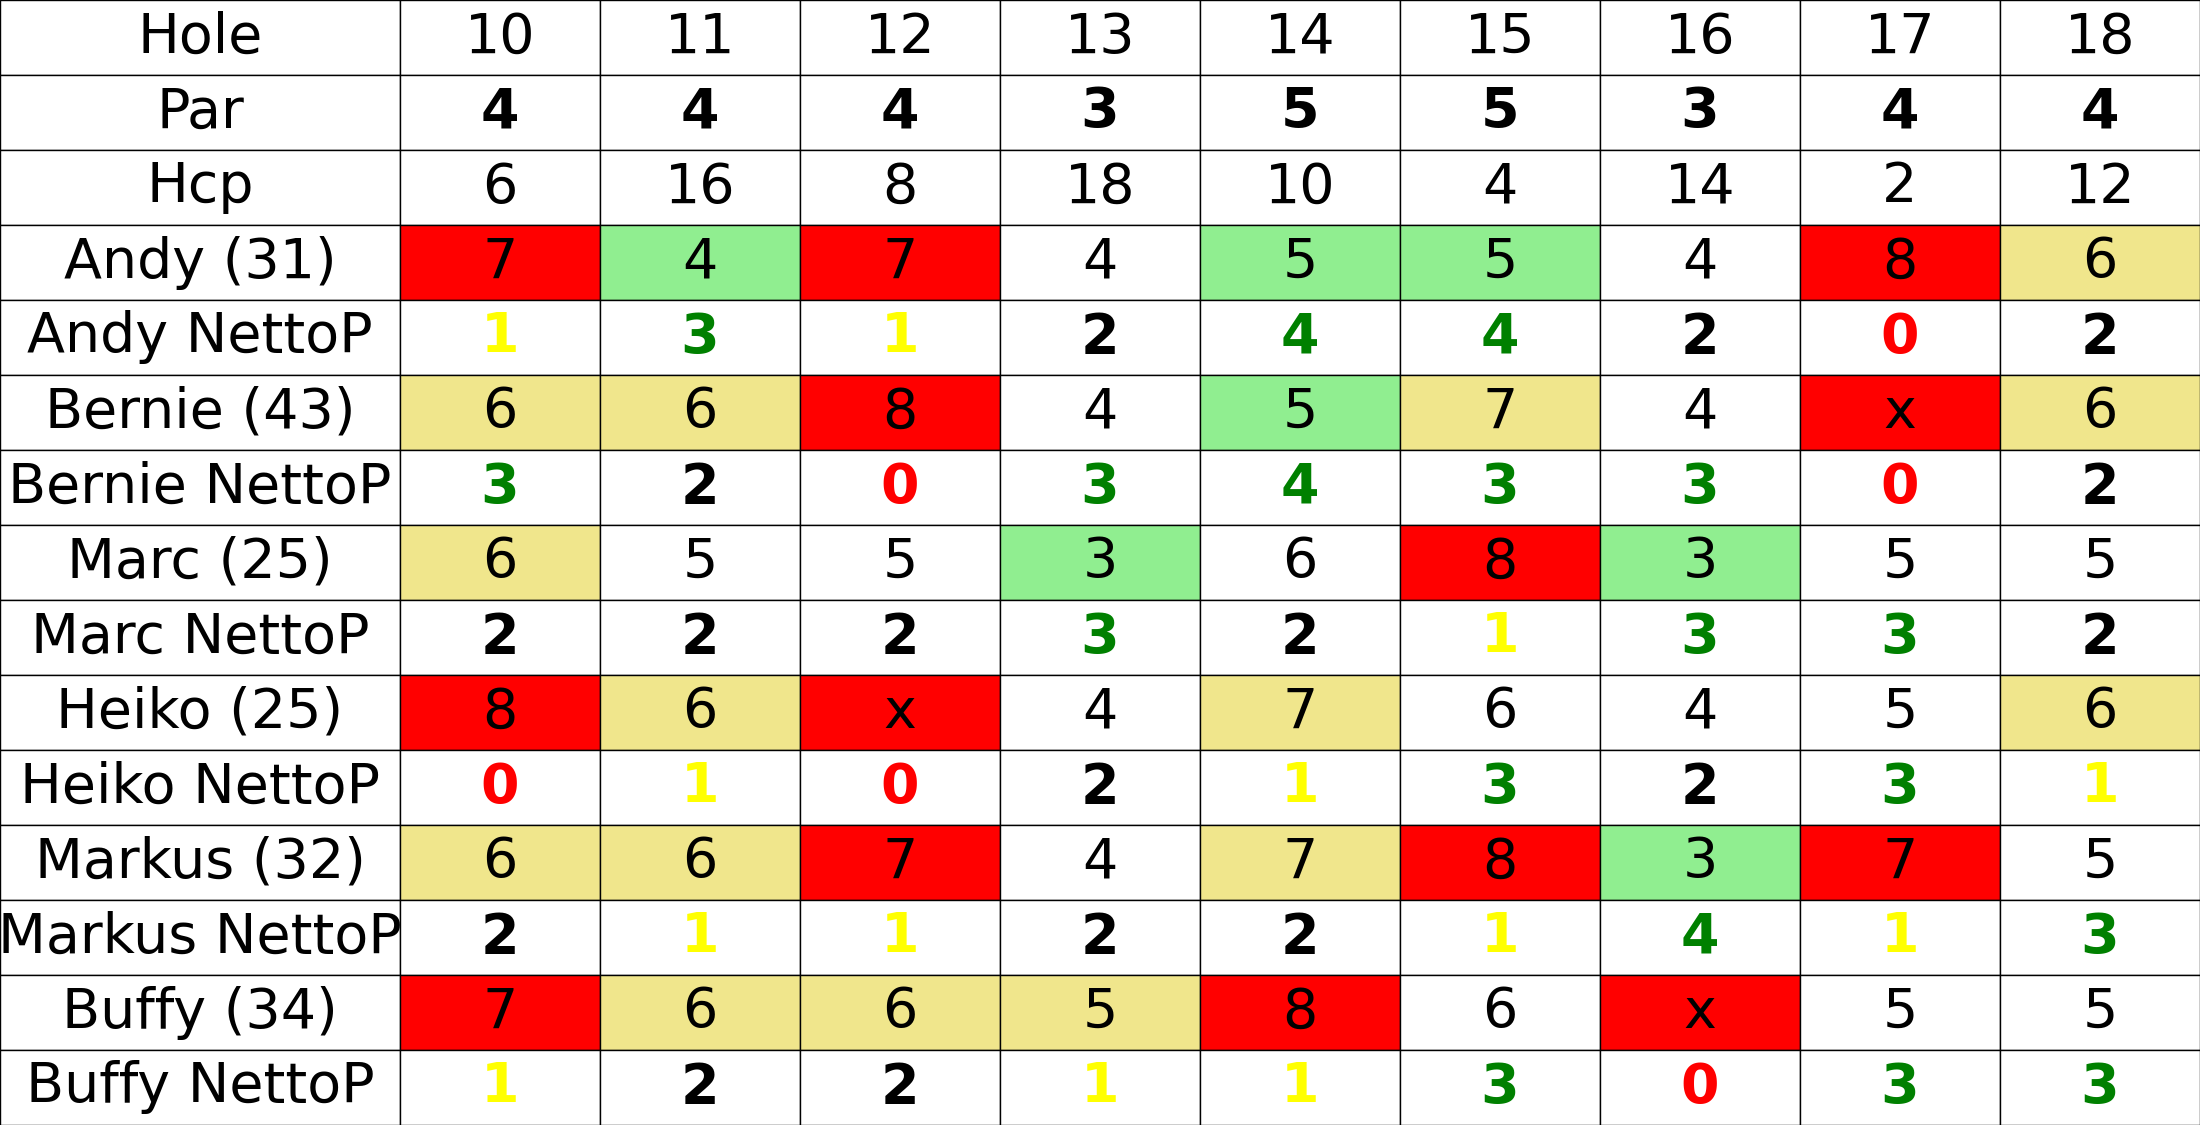 Hole 10 11 12 13 14 15 16 17 18
Par 4 4 4 3 5 5 3 4 4
Hcp 6 16 8 18 10 4 14 2 12
Andy (31) 7 4 7 4 5 5 4 8 6
Andy NettoP 1 3 1 2 4 4 2 0 2
Bernie (43) 6 6 8 4 5 7 4 x 6
Bernie NettoP 3 2 0 3 4 3 3 0 2
Marc (25) 6 5 5 3 6 8 3 5 5
Marc NettoP 2 2 2 3 2 1 3 3 2
Heiko (25) 8 6 x 4 7 6 4 5 6
Heiko NettoP 0 1 0 2 1 3 2 3 1
Markus (32) 6 6 7 4 7 8 3 7 5
Markus NettoP 2 1 1 2 2 1 4 1 3
Buffy (34) 7 6 6 5 8 6 x 5 5
Buffy NettoP 1 2 2 1 1 3 0 3 3